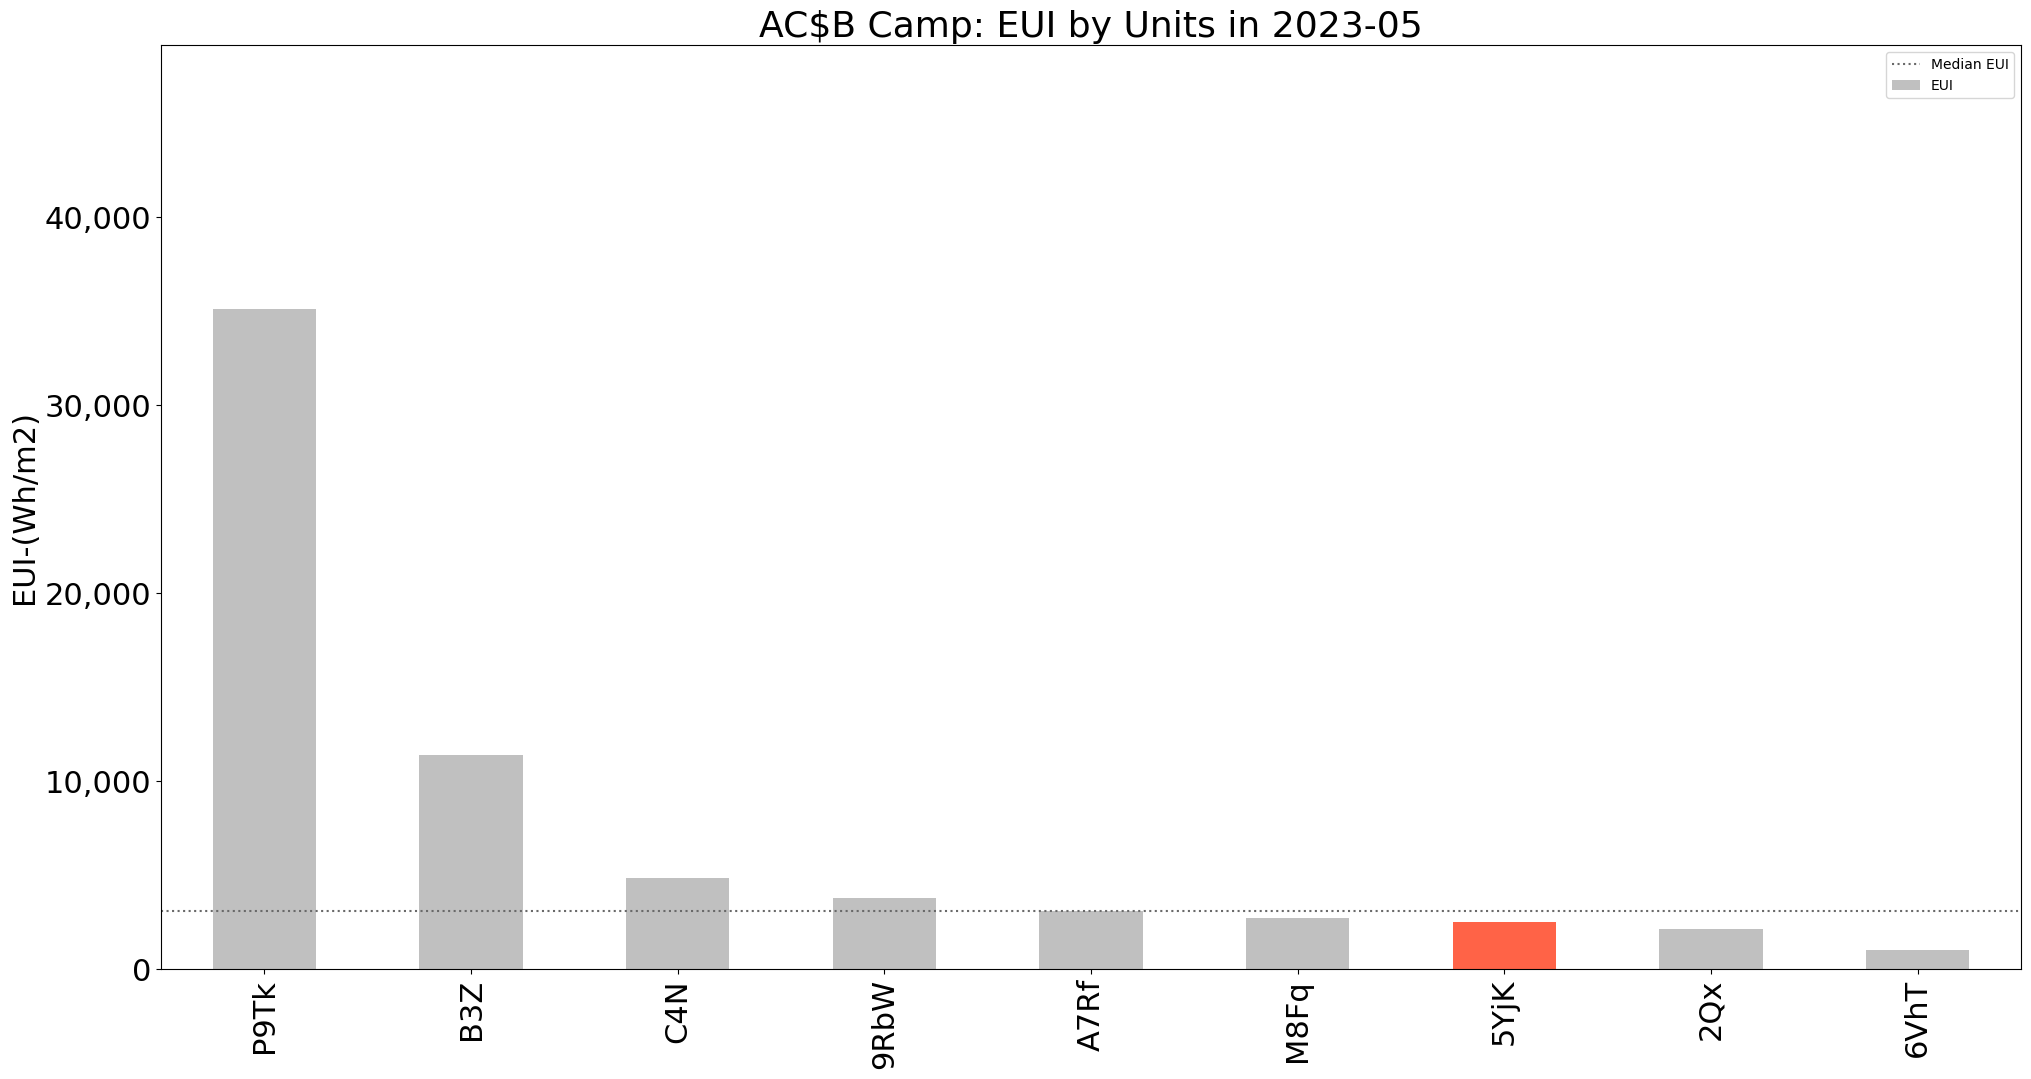 AC$B Camp: EUI by Units in 2023-05
Median EUI
EUI
EUI-(Wh/m2)
40,000
30,000
20,000
10,000
0
P9Tk
B3Z
C4N
9RbW
A7Rf
M8Fq
5YjK
2Qx
6VhT